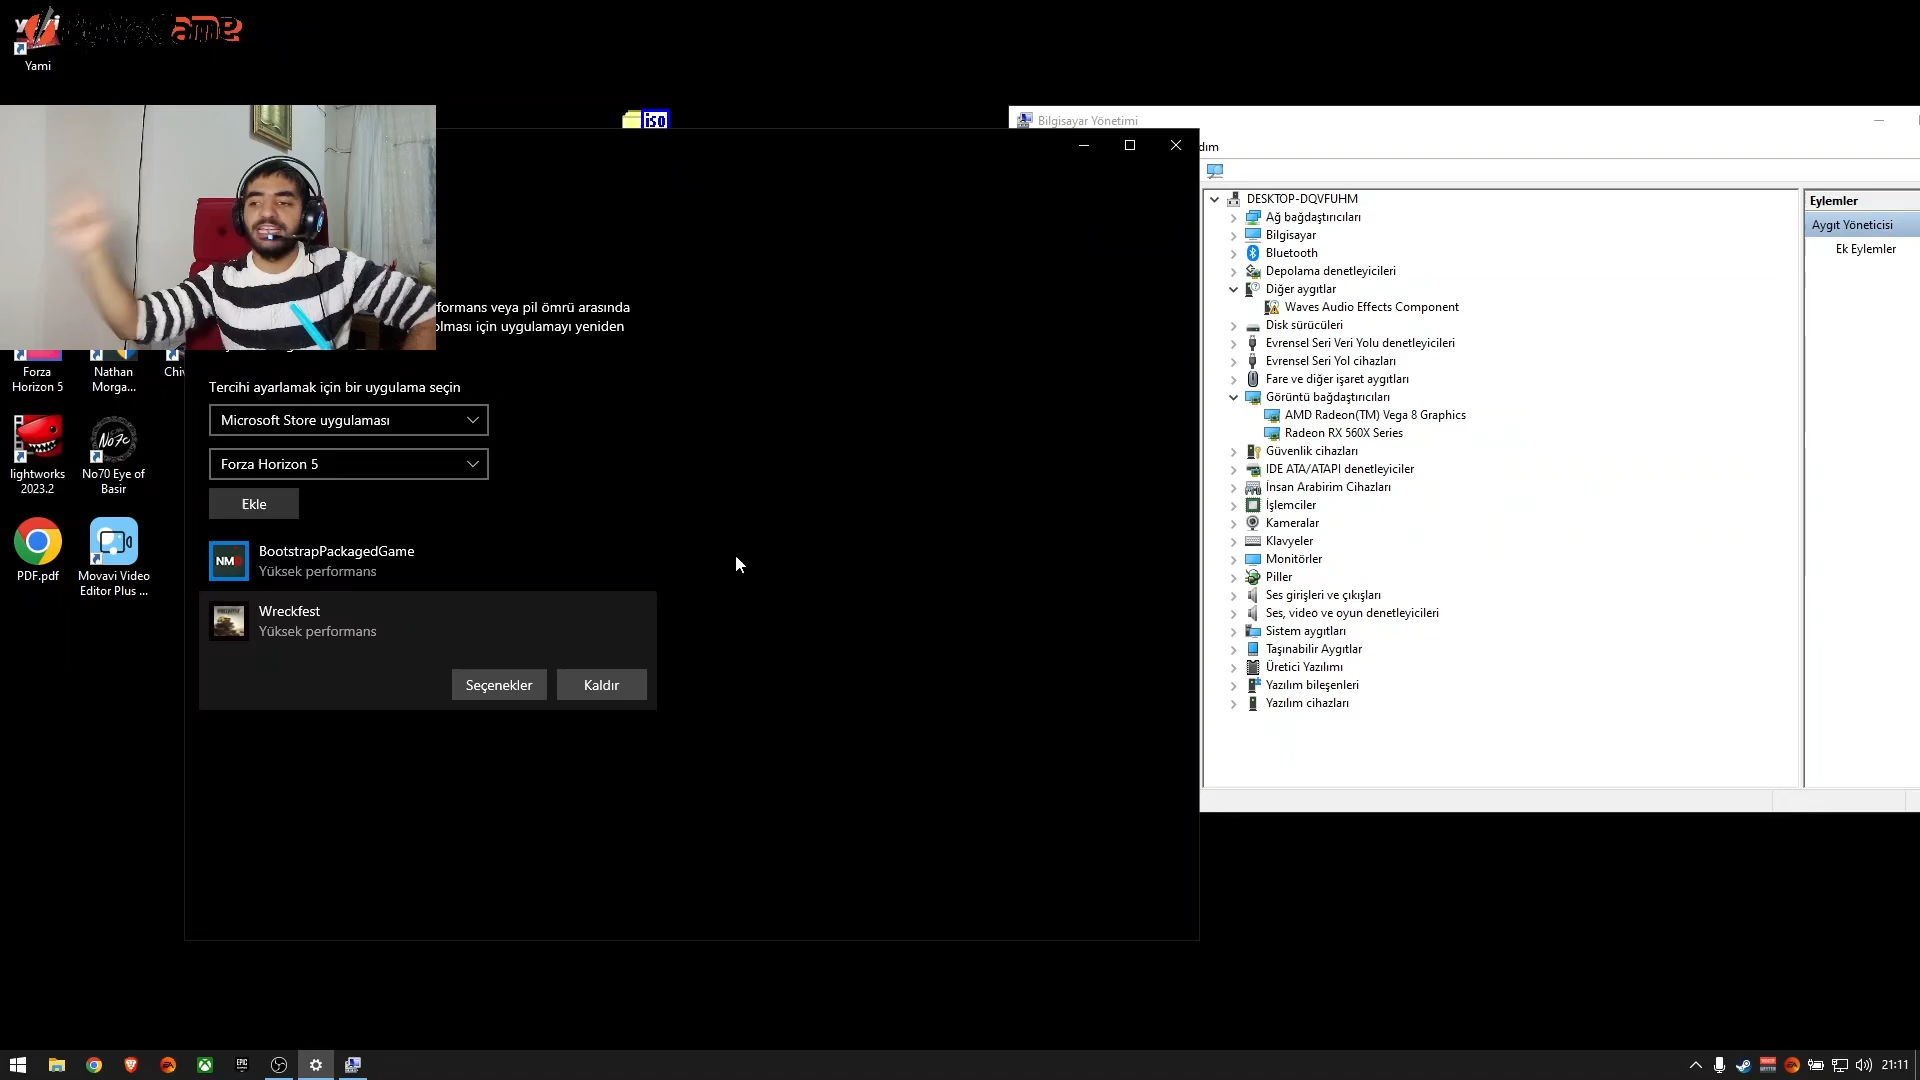 Yami
iso
Bilgisayar Yönetimi
dım
formans veya pil ömrü arasında
olması için uygulamayı yeniden
Tercihi ayarlamak için bir uygulama seçin
Microsoft Store uygulaması
Forza Horizon 5
Ekle
NM
BootstrapPackagedGame
Yüksek performans
Wreckfest
Yüksek performans
Seçenekler
Kaldır
Forza
Horizon 5
Nathan
Morga...
Chiv
lightworks
2023.2
No70 Eye of
Basir
PDF.pdf
Movavi Video
Editor Plus ...
DESKTOP-DQVFUHM
Ağ bağdaştırıcıları
Bilgisayar
Bluetooth
Depolama denetleyicileri
Diğer aygıtlar
Waves Audio Effects Component
Disk sürücüleri
Evrensel Seri Veri Yolu denetleyicileri
Evrensel Seri Yol cihazları
Fare ve diğer işaret aygıtları
Görüntü bağdaştırıcıları
AMD Radeon(TM) Vega 8 Graphics
Radeon RX 560X Series
Güvenlik cihazları
IDE ATA/ATAPI denetleyiciler
İnsan Arabirim Cihazları
İşlemciler
Kameralar
Klavyeler
Monitörler
Piller
Ses girişleri ve çıkışları
Ses, video ve oyun denetleyicileri
Sistem aygıtları
Taşınabilir Aygıtlar
Üretici Yazılımı
Yazılım bileşenleri
Yazılım cihazları
Eylemler
Aygıt Yöneticisi
Ek Eylemler
EPIC
21:11